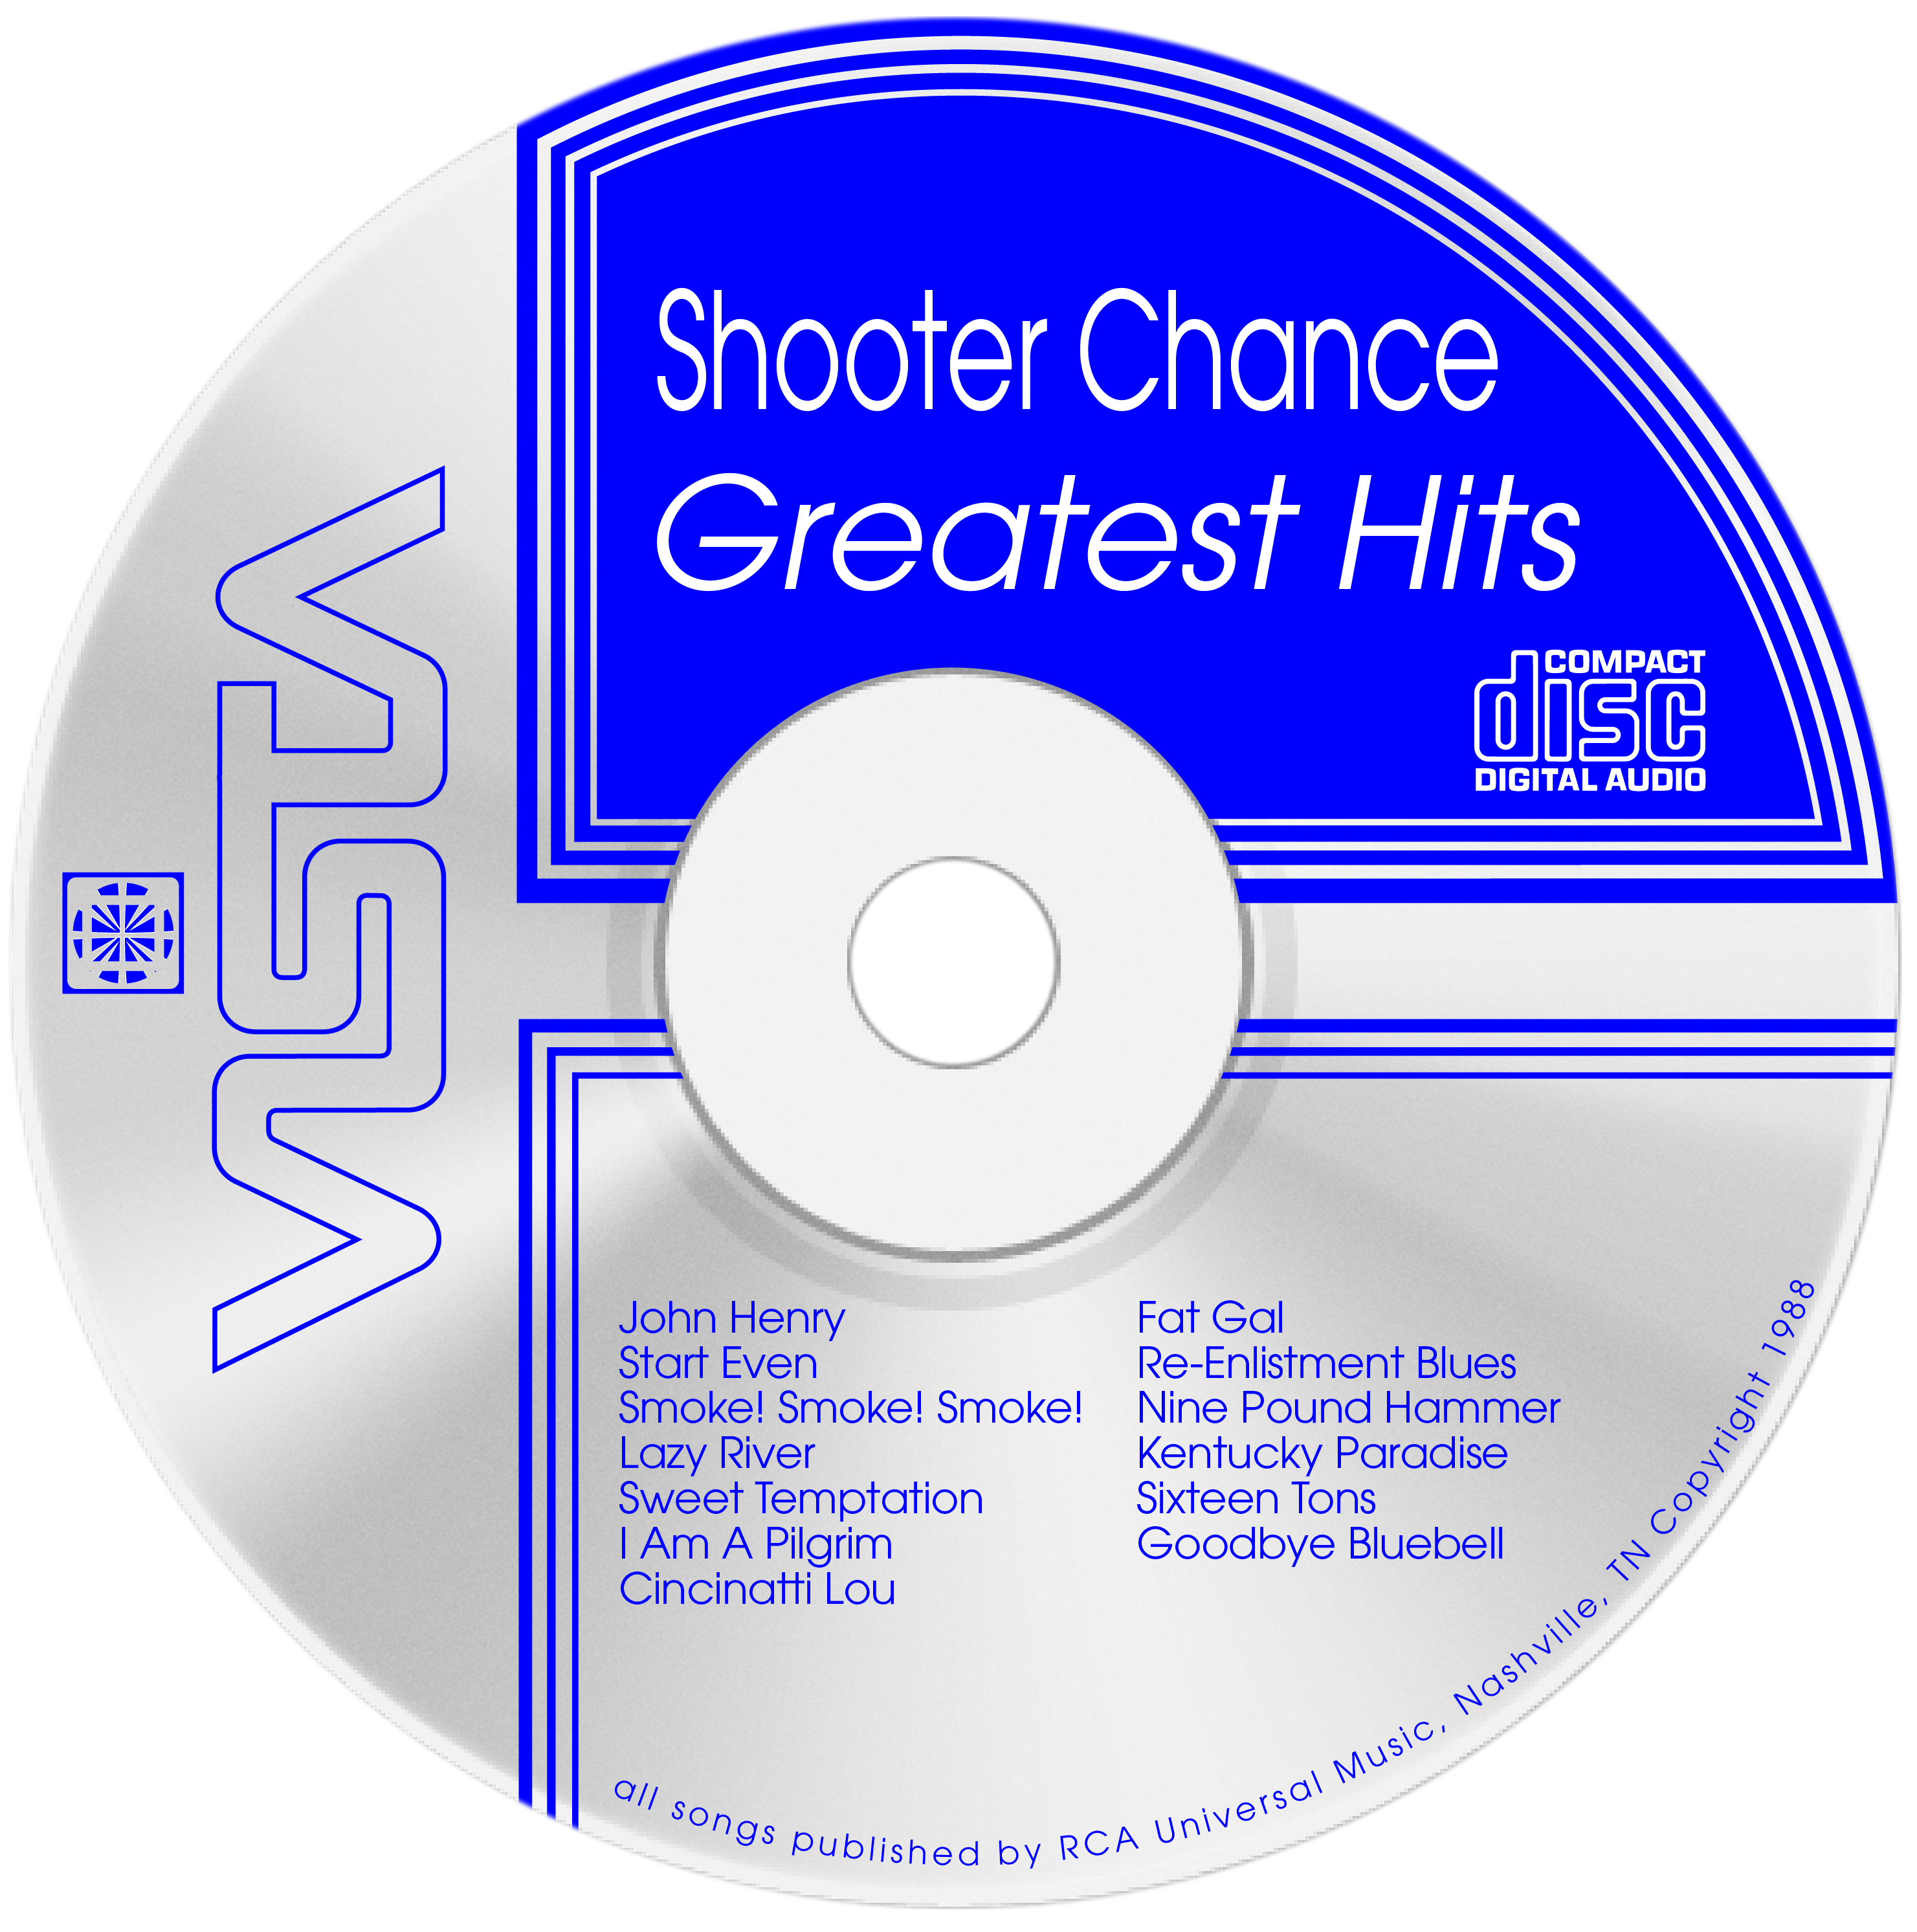 Shooter Chance
Greatest Hits
COMPACT
disc
DIGITAL AUDIO
VISTA
John Henry
Start Even
Smoke! Smoke! Smoke!
Lazy River
Sweet Temptation
I Am A Pilgrim
Cincinatti Lou
Fat Gal
Re-Enlistment Blues
Nine Pound Hammer
Kentucky Paradise
Sixteen Tons
Goodbye Bluebell
all songs published by RCA Universal Music, Nashville, TN Copyright 1988